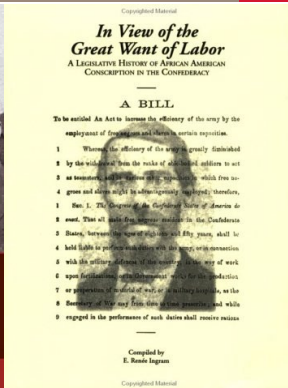 Copyrighted Material
In View of the
Great Want of Labor
A LEGISLATIVE HISTORY OF AFRICAN AMERICAN
CONSCRIPTION IN THE CONFEDERACY
A BILL
To be entitled An Act to increase the efficiency of the army by the
employment of free negroes and slaves in certain capacities.
1 Whereas, the efficiency of the army is greatly diminished
2 by the withdrawal from the ranks of able-bodied soldiers to act
3 as teamsters, and in various other capacities in which free ne-
4 groes and slaves might be advantageously employed; therefore,
1 Sec. 1. The Congress of the Confederate States of America do
2 enact, That all male free negroes resident in the Confederate
3 States, between the ages of eighteen and fifty years, shall be
4 held liable to perform such duties with the army, or in connection
5 with the military defences of the country, in the way of work
6 upon fortifications, or in Government works for the production
7 or preparation of material of war, or in military hospitals, as the
8 Secretary of War may from time to time prescribe, and while
9 engaged in the performance of such duties shall receive rations
Compiled by
E. Renée Ingram
Copyrighted Material